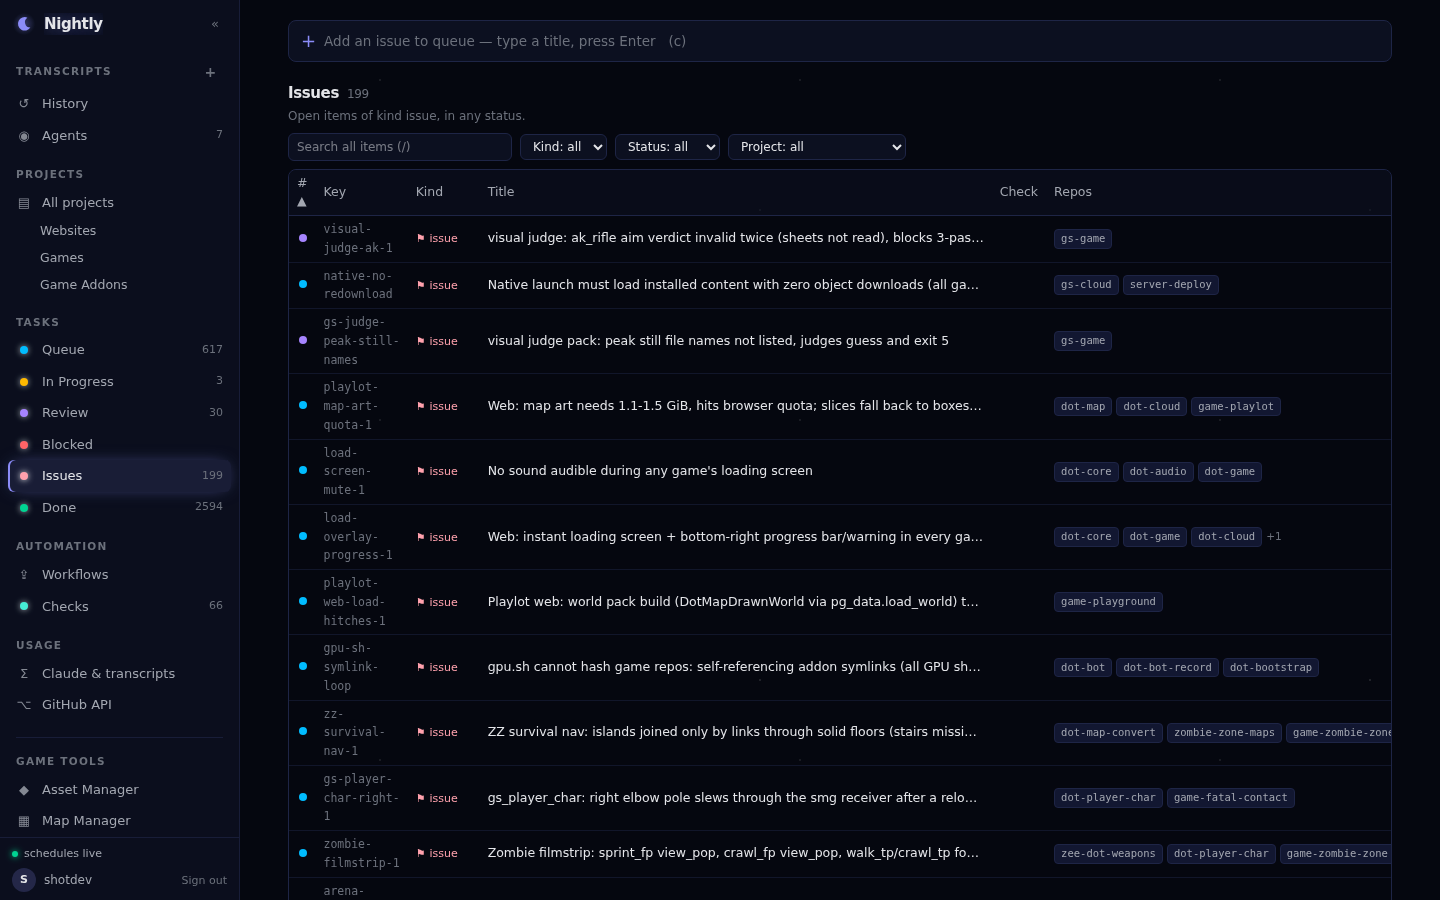 Nightly «
TRANSCRIPTS +
History
Agents 7
PROJECTS
All projects
Websites
Games
Game Addons
TASKS
Queue 617
In Progress 3
Review 30
Blocked
Issues 199
Done 2594
AUTOMATION
Workflows
Checks 66
USAGE
Σ Claude & transcripts
GitHub API
GAME TOOLS
Asset Manager
Map Manager
schedules live
S shotdev Sign out
+ Add an issue to queue — type a title, press Enter (c)
Issues 199
Open items of kind issue, in any status.
Search all items (/) Kind: all Status: all Project: all
# ▲ Key Kind Title Check Repos
visual-
judge-ak-1
issue visual judge: ak_rifle aim verdict invalid twice (sheets not read), blocks 3-pas… gs-game
native-no-
redownload
issue Native launch must load installed content with zero object downloads (all ga… gs-cloud server-deploy
gs-judge-
peak-still-
names
issue visual judge pack: peak still file names not listed, judges guess and exit 5 gs-game
playlot-
map-art-
quota-1
issue Web: map art needs 1.1-1.5 GiB, hits browser quota; slices fall back to boxes… dot-map dot-cloud game-playlot
load-
screen-
mute-1
issue No sound audible during any game's loading screen dot-core dot-audio dot-game
load-
overlay-
progress-1
issue Web: instant loading screen + bottom-right progress bar/warning in every ga… dot-core dot-game dot-cloud +1
playlot-
web-load-
hitches-1
issue Playlot web: world pack build (DotMapDrawnWorld via pg_data.load_world) t… game-playground
gpu-sh-
symlink-
loop
issue gpu.sh cannot hash game repos: self-referencing addon symlinks (all GPU sh… dot-bot dot-bot-record dot-bootstrap
zz-
survival-
nav-1
issue ZZ survival nav: islands joined only by links through solid floors (stairs missi… dot-map-convert zombie-zone-maps game-zombie-zone
gs-player-
char-right-
1
issue gs_player_char: right elbow pole slews through the smg receiver after a relo… dot-player-char game-fatal-contact
zombie-
filmstrip-1
issue Zombie filmstrip: sprint_fp view_pop, crawl_fp view_pop, walk_tp/crawl_tp fo… zee-dot-weapons dot-player-char game-zombie-zone
arena-